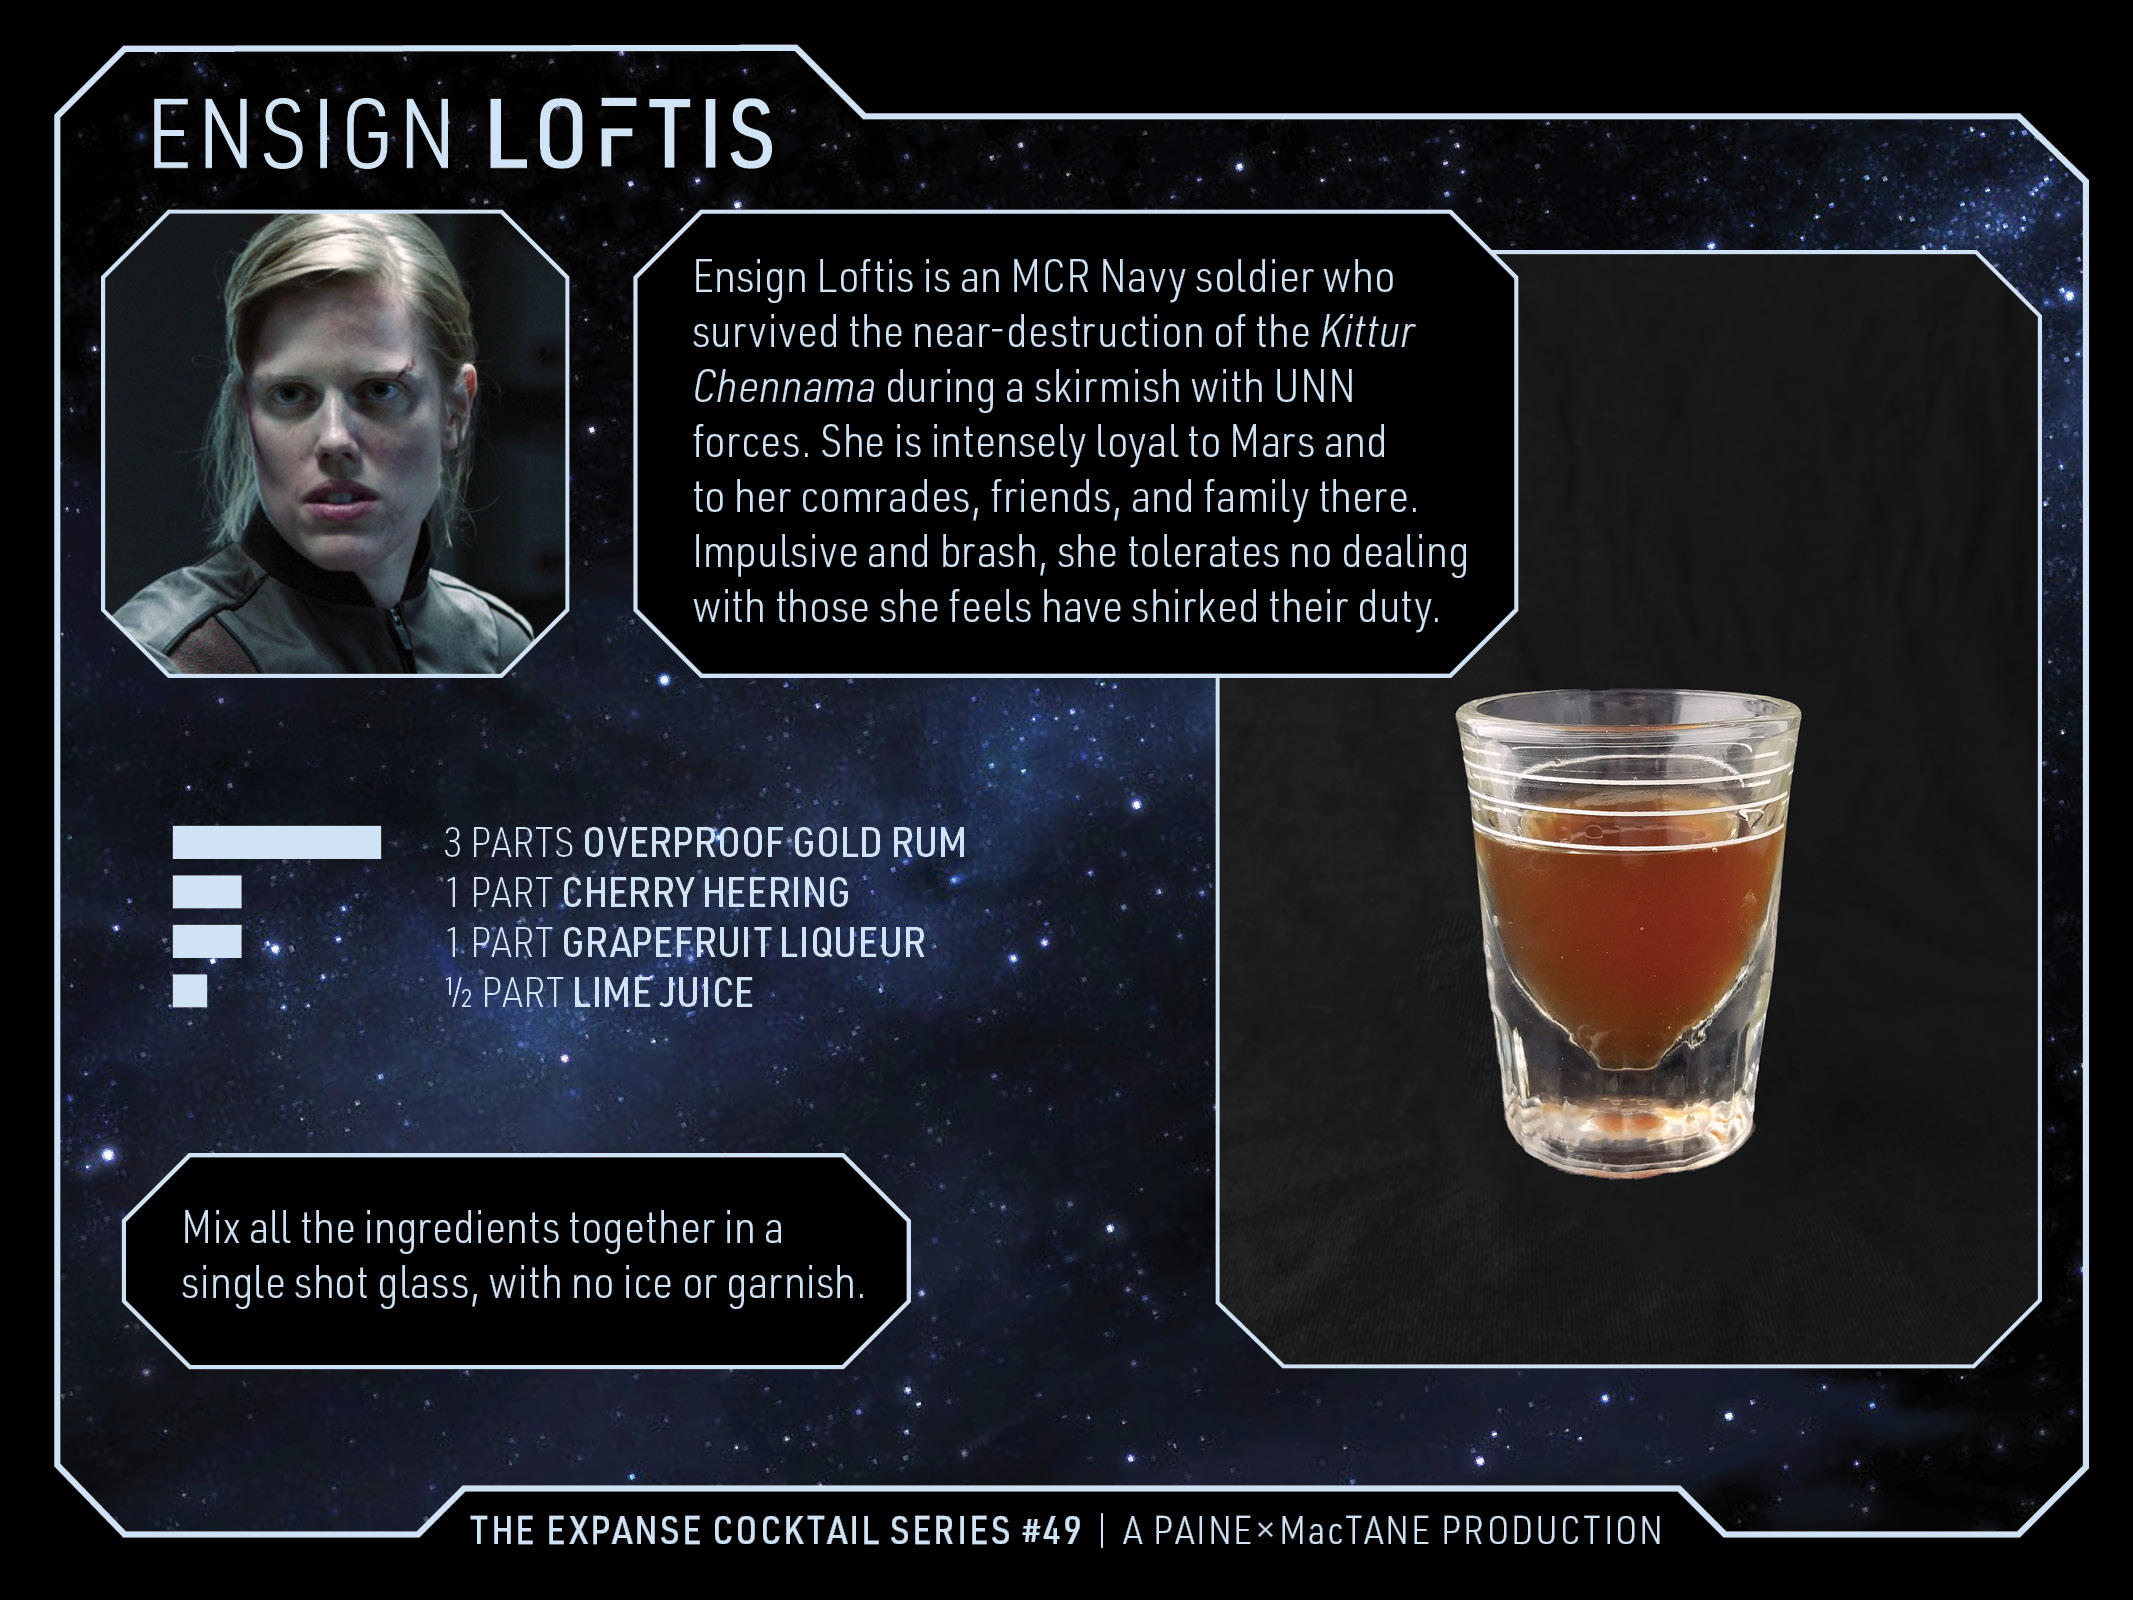 ENSIGN LOFTIS
Ensign Loftis is an MCR Navy soldier who
survived the near-destruction of the Kittur
Chennama during a skirmish with UNN
forces. She is intensely loyal to Mars and
to her comrades, friends, and family there.
Impulsive and brash, she tolerates no dealing
with those she feels have shirked their duty.
3 PARTS OVERPROOF GOLD RUM
1 PART CHERRY HEERING
1 PART GRAPEFRUIT LIQUEUR
½ PART LIME JUICE
Mix all the ingredients together in a
single shot glass, with no ice or garnish.
THE EXPANSE COCKTAIL SERIES #49 | A PAINE×MacTANE PRODUCTION